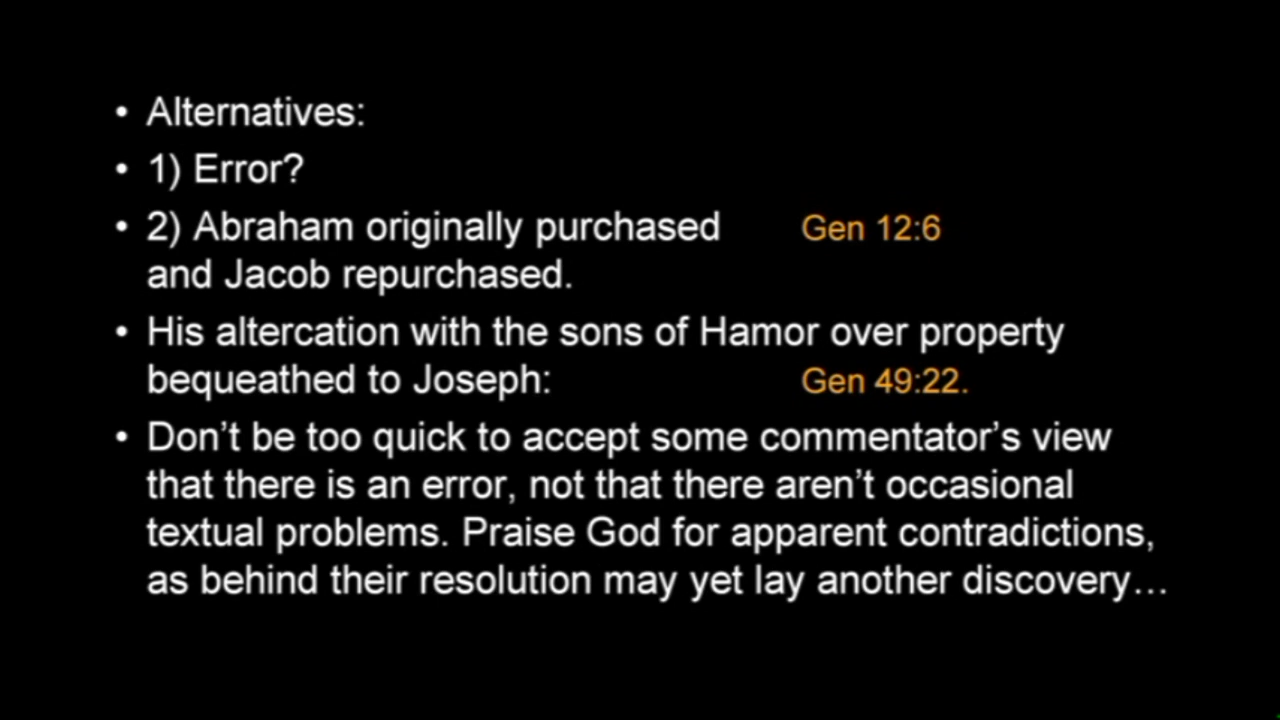 • Alternatives:
• 1) Error?
• 2) Abraham originally purchased Gen 12:6
and Jacob repurchased.
• His altercation with the sons of Hamor over property
bequeathed to Joseph: Gen 49:22.
• Don’t be too quick to accept some commentator’s view
that there is an error, not that there aren’t occasional
textual problems. Praise God for apparent contradictions,
as behind their resolution may yet lay another discovery…